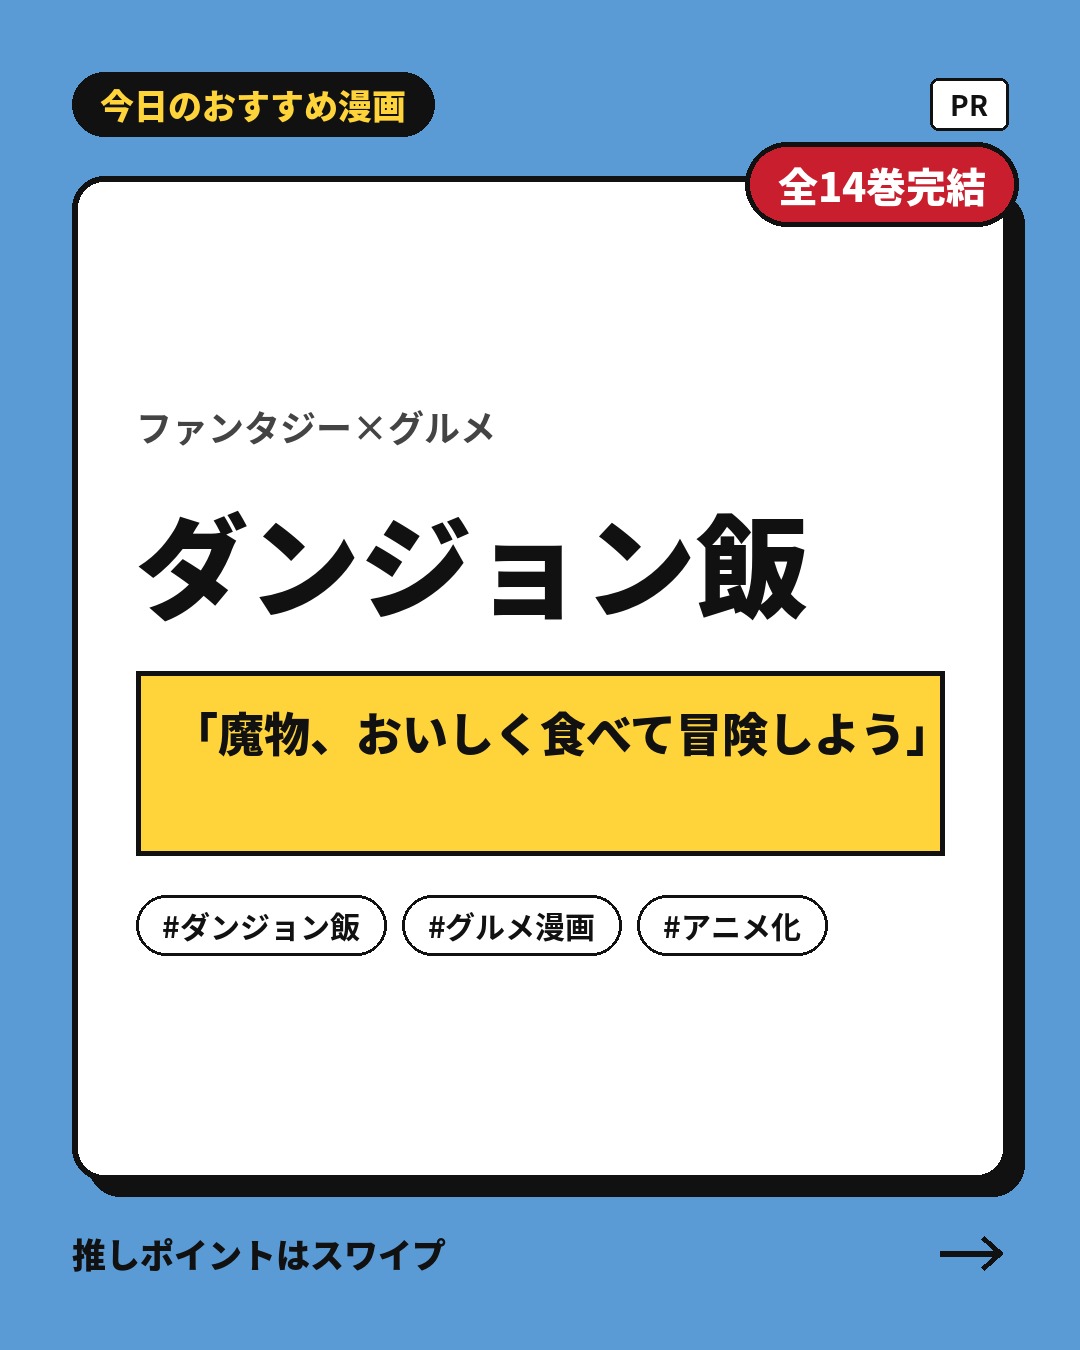 今日のおすすめ漫画
PR
全14巻完結
ファンタジー×グルメ
ダンジョン飯
「魔物、おいしく食べて冒険しよう」
#ダンジョン飯 #グルメ漫画 #アニメ化
推しポイントはスワイプ